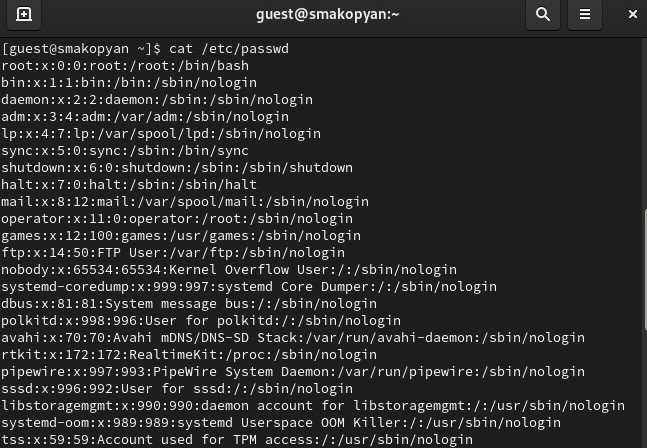 guest@smakopyan:~
[guest@smakopyan ~]$ cat /etc/passwd
root:x:0:0:root:/root:/bin/bash
bin:x:1:1:bin:/bin:/sbin/nologin
daemon:x:2:2:daemon:/sbin:/sbin/nologin
adm:x:3:4:adm:/var/adm:/sbin/nologin
lp:x:4:7:lp:/var/spool/lpd:/sbin/nologin
sync:x:5:0:sync:/sbin:/bin/sync
shutdown:x:6:0:shutdown:/sbin:/sbin/shutdown
halt:x:7:0:halt:/sbin:/sbin/halt
mail:x:8:12:mail:/var/spool/mail:/sbin/nologin
operator:x:11:0:operator:/root:/sbin/nologin
games:x:12:100:games:/usr/games:/sbin/nologin
ftp:x:14:50:FTP User:/var/ftp:/sbin/nologin
nobody:x:65534:65534:Kernel Overflow User:/:/sbin/nologin
systemd-coredump:x:999:997:systemd Core Dumper:/:/sbin/nologin
dbus:x:81:81:System message bus:/:/sbin/nologin
polkitd:x:998:996:User for polkitd:/:/sbin/nologin
avahi:x:70:70:Avahi mDNS/DNS-SD Stack:/var/run/avahi-daemon:/sbin/nologin
rtkit:x:172:172:RealtimeKit:/proc:/sbin/nologin
pipewire:x:997:993:PipeWire System Daemon:/var/run/pipewire:/sbin/nologin
sssd:x:996:992:User for sssd:/:/sbin/nologin
libstoragemgmt:x:990:990:daemon account for libstoragemgmt:/:/usr/sbin/nologin
systemd-oom:x:989:989:systemd Userspace OOM Killer:/:/usr/sbin/nologin
tss:x:59:59:Account used for TPM access:/:/usr/sbin/nologin